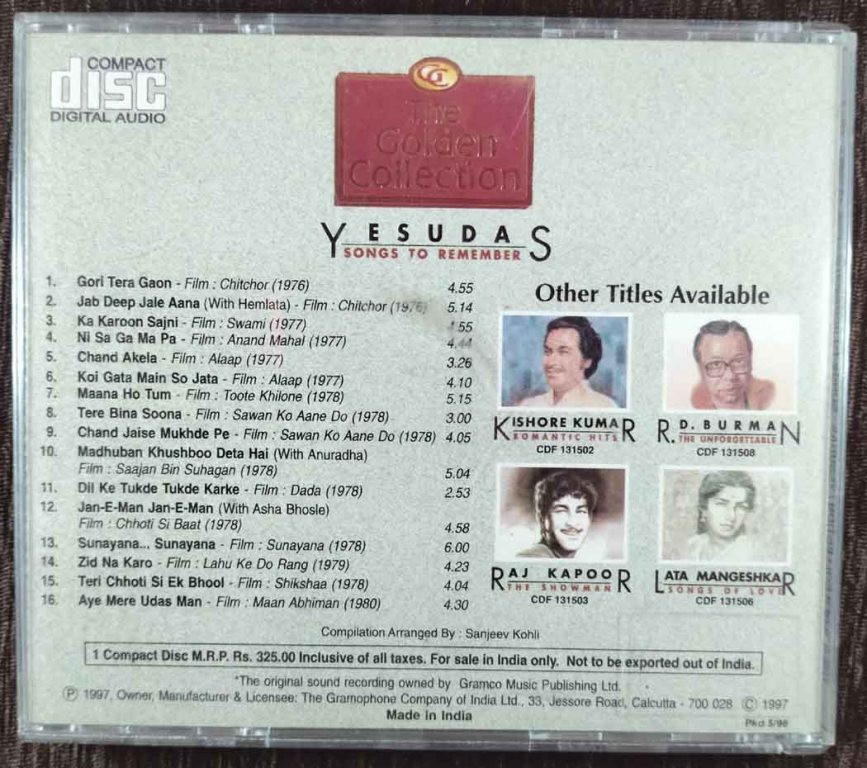 COMPACT
disc
DIGITAL AUDIO
GC
The
Golden
Collection
YESUDAS
SONGS TO REMEMBER
1. Gori Tera Gaon - Film : Chitchor (1976) 4.55
2. Jab Deep Jale Aana (With Hemlata) - Film : Chitchor (1976) 5.14
3. Ka Karoon Sajni - Film : Swami (1977) 55
4. Ni Sa Ga Ma Pa - Film : Anand Mahal (1977) 4.44
5. Chand Akela - Film : Alaap (1977) 3.26
6. Koi Gata Main So Jata - Film : Alaap (1977) 4.10
7. Maana Ho Tum - Film : Toote Khilone (1978) 5.15
8. Tere Bina Soona - Film : Sawan Ko Aane Do (1978) 3.00
9. Chand Jaise Mukhde Pe - Film : Sawan Ko Aane Do (1978) 4.05
10. Madhuban Khushboo Deta Hai (With Anuradha)
Film : Saajan Bin Suhagan (1978) 5.04
11. Dil Ke Tukde Tukde Karke - Film : Dada (1978) 2.53
12. Jan-E-Man Jan-E-Man (With Asha Bhosle)
Film : Chhoti Si Baat (1978) 4.58
13. Sunayana... Sunayana - Film : Sunayana (1978) 6.00
14. Zid Na Karo - Film : Lahu Ke Do Rang (1979) 4.23
15. Teri Chhoti Si Ek Bhool - Film : Shikshaa (1978) 4.04
16. Aye Mere Udas Man - Film : Maan Abhiman (1980) 4.30
Other Titles Available
KISHORE KUMAR
ROMANTIC HITS
CDF 131502
R.D. BURMAN
THE UNFORGETTABLE
CDF 131508
RAJ KAPOOR
THE SHOWMAN
CDF 131503
LATA MANGESHKAR
SONGS OF LOVE
CDF 131506
Compilation Arranged By : Sanjeev Kohli
1 Compact Disc M.R.P. Rs. 325.00 Inclusive of all taxes. For sale in India only. Not to be exported out of India.
*The original sound recording owned by Gramco Music Publishing Ltd.
Ⓟ 1997, Owner, Manufacturer & Licensee: The Gramophone Company of India Ltd., 33, Jessore Road, Calcutta - 700 028 Ⓒ 1997
Made in India
Pkd 5/98